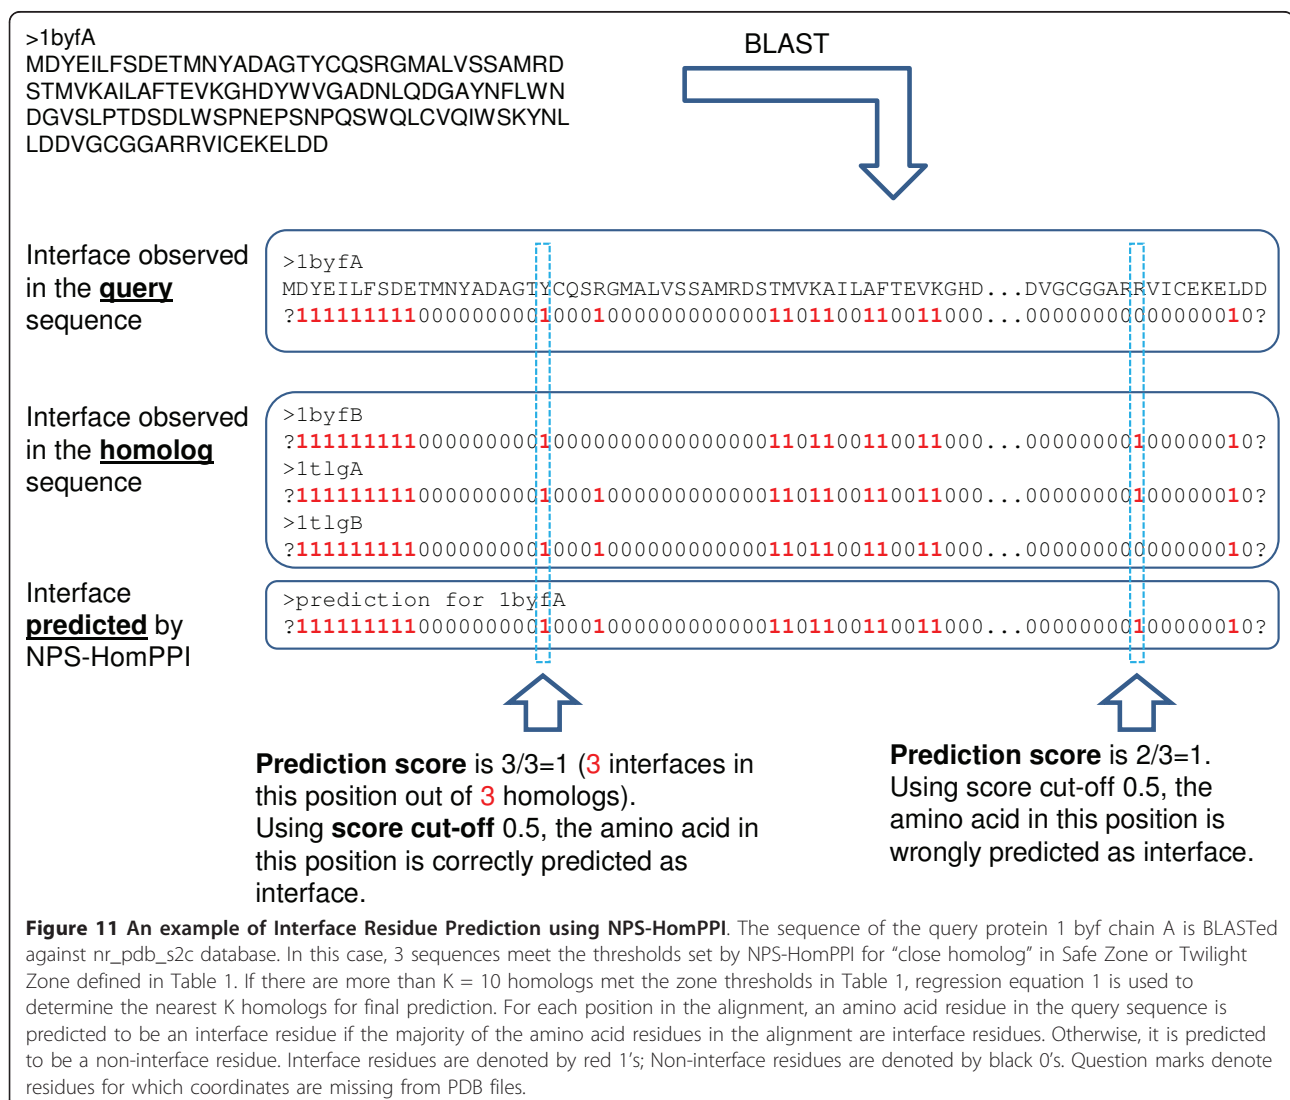 >1byfA
MDYEILFSDETMNYADAGTYCQSRGMALVSSAMRD
STMVKAILAFTEVKGHDYWVGADNLQDGAYNFLWN
DGVSLPTDSDLWSPNEPSNPQSWQLCVQIWSKYNL
LDDVGCGGARRVICEKELDD
BLAST
Interface observed
in the query
sequence
>1byfA
MDYEILFSDETMNYADAGTYCQSRGMALVSSAMRDSTMVKAILAFTEVKGHD...DVGCGGARRVICEKELDD
?111111111000000000100010000000000001101100110011000...00000000000000010?
Interface observed
in the homolog
sequence
>1byfB
?111111111000000000100000000000000001101100110011000...00000000100000010?
>1tlgA
?111111111000000000100010000000000001101100110011000...00000000100000010?
>1tlgB
?111111111000000000100010000000000001101100110011000...00000000000000010?
Interface
predicted by
NPS-HomPPI
>prediction for 1byfA
?111111111000000000100010000000000001101100110011000...00000000100000010?
Prediction score is 3/3=1 (3 interfaces in
this position out of 3 homologs).
Using score cut-off 0.5, the amino acid in
this position is correctly predicted as
interface.
Prediction score is 2/3=1.
Using score cut-off 0.5, the
amino acid in this position is
wrongly predicted as interface.
Figure 11 An example of Interface Residue Prediction using NPS-HomPPI. The sequence of the query protein 1 byf chain A is BLASTed
against nr_pdb_s2c database. In this case, 3 sequences meet the thresholds set by NPS-HomPPI for “close homolog” in Safe Zone or Twilight
Zone defined in Table 1. If there are more than K = 10 homologs met the zone thresholds in Table 1, regression equation 1 is used to
determine the nearest K homologs for final prediction. For each position in the alignment, an amino acid residue in the query sequence is
predicted to be an interface residue if the majority of the amino acid residues in the alignment are interface residues. Otherwise, it is predicted
to be a non-interface residue. Interface residues are denoted by red 1’s; Non-interface residues are denoted by black 0’s. Question marks denote
residues for which coordinates are missing from PDB files.